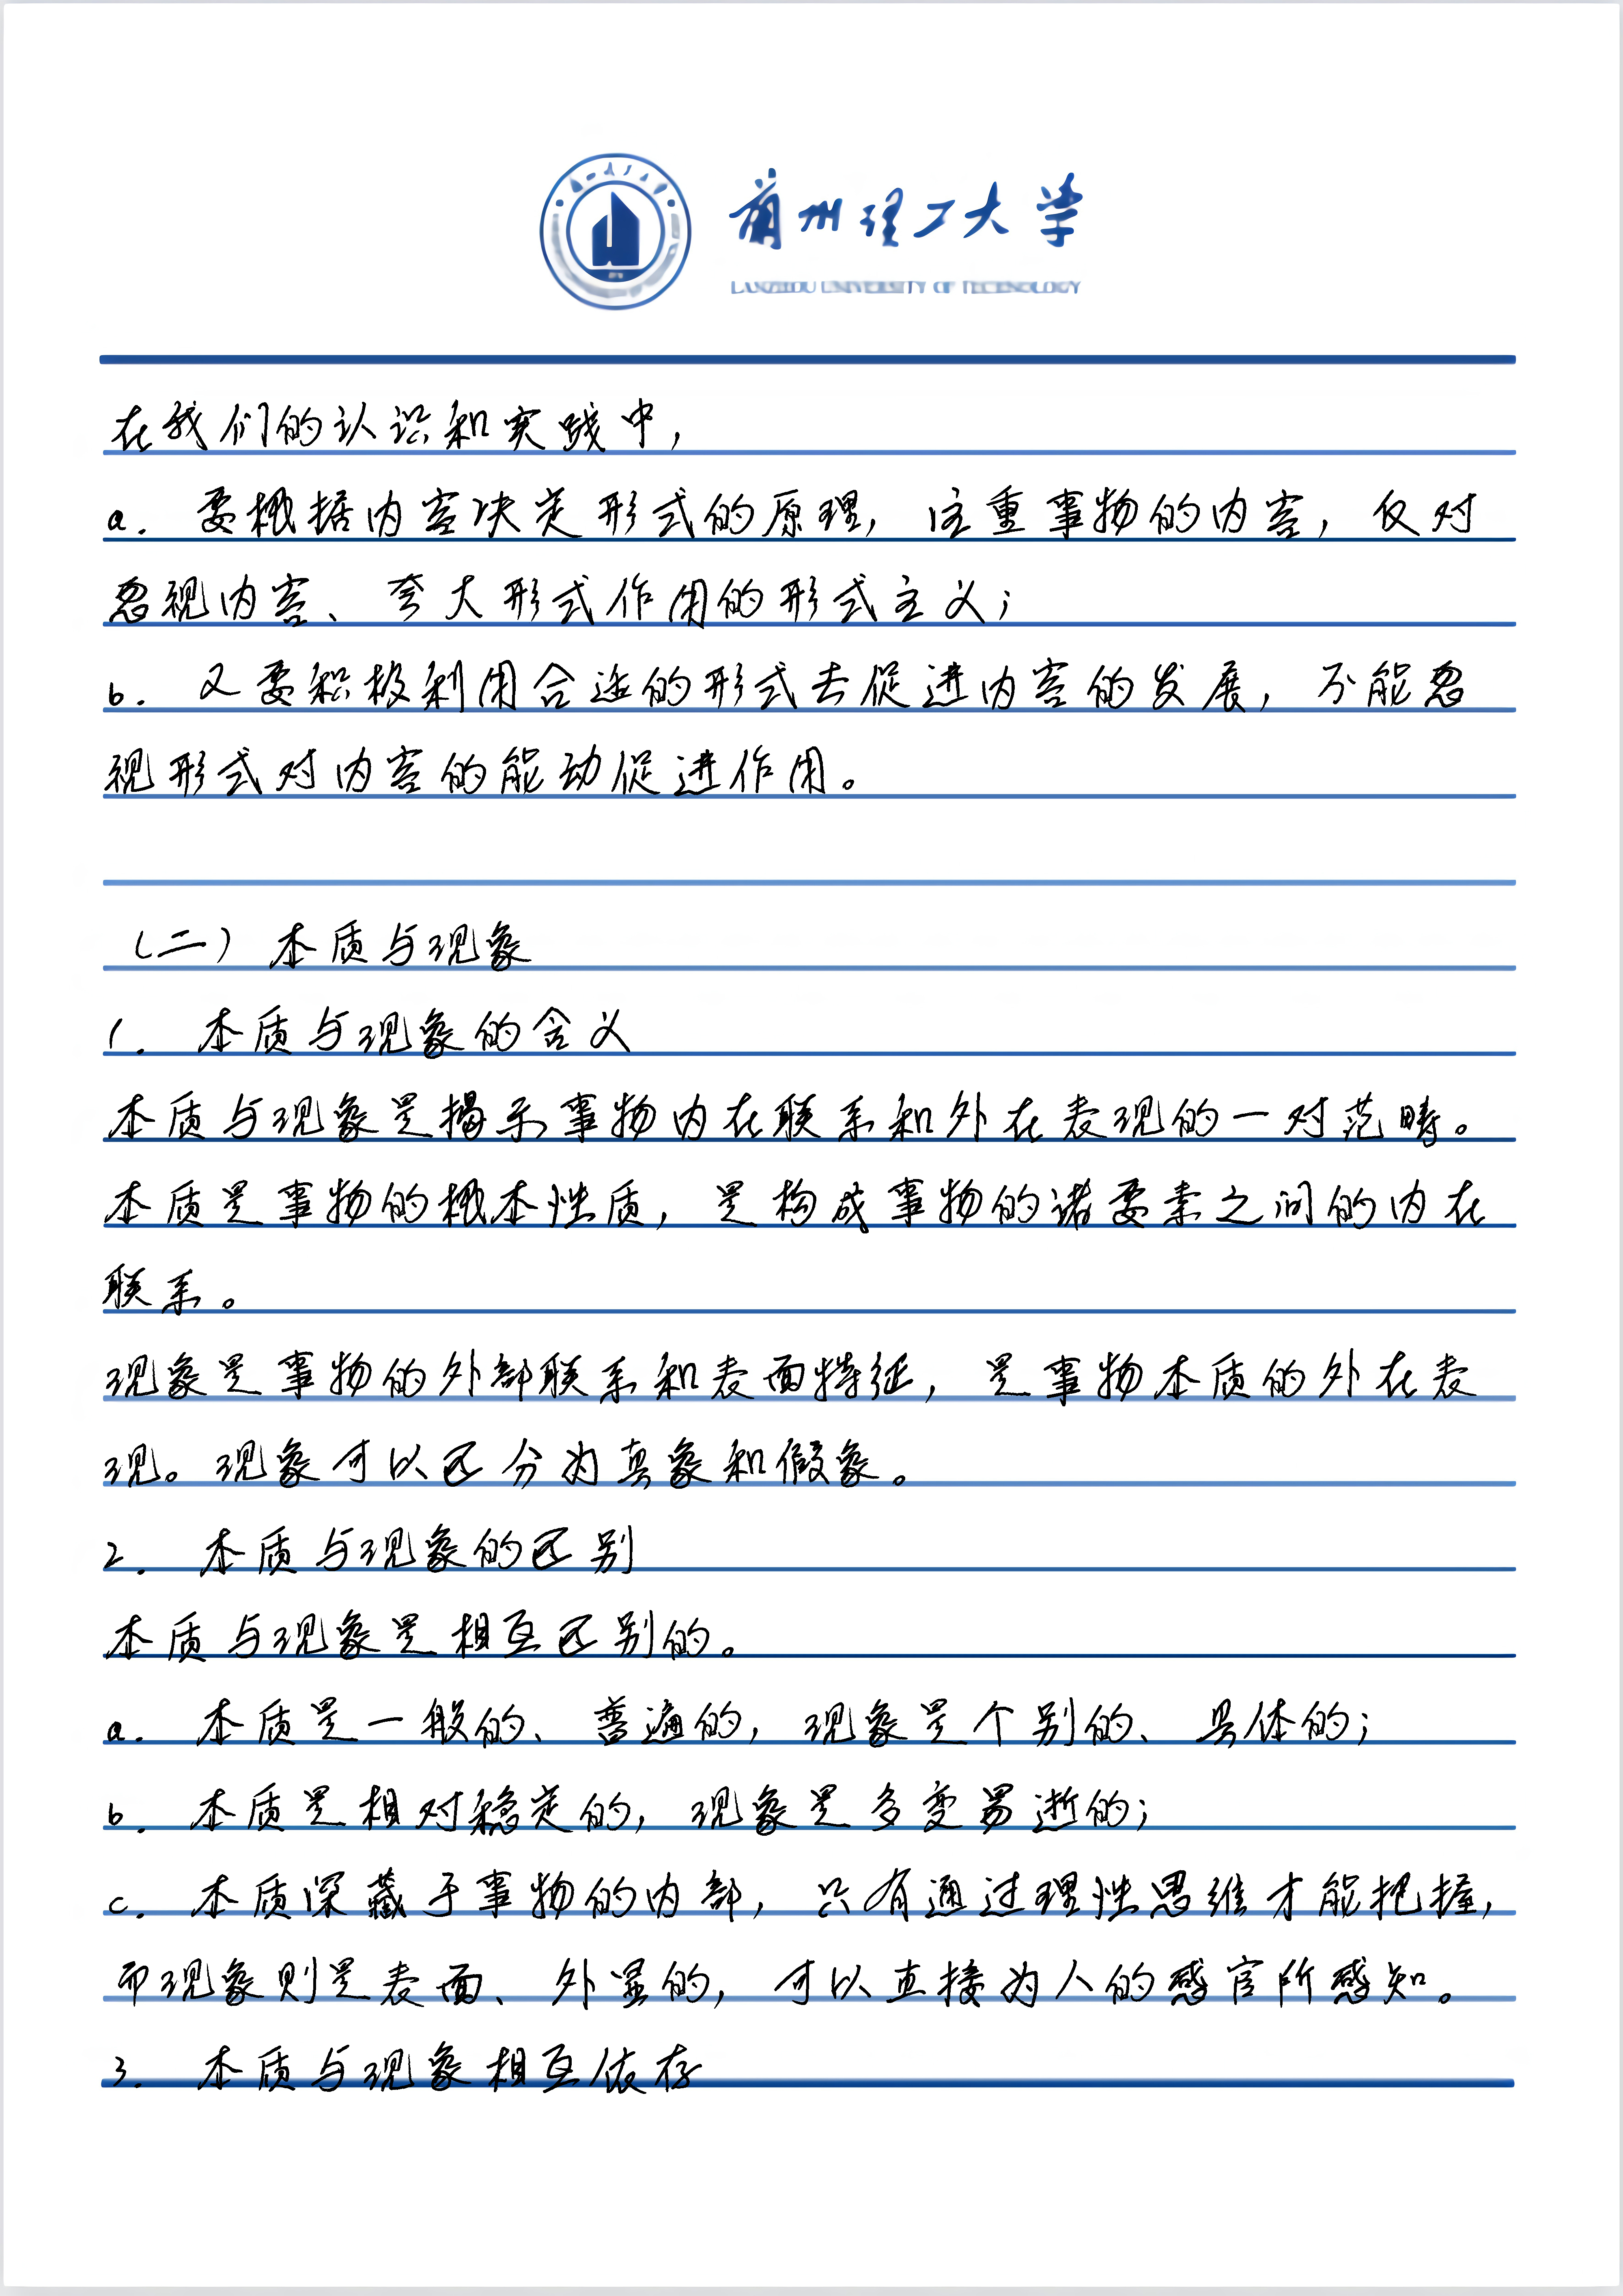 兰州理工大学
LANZHOU UNIVERSITY OF TECHNOLOGY
在我们的认识和实践中，
a. 要根据内容决定形式的原理，注重事物的内容，反对
忽视内容、夸大形式作用的形式主义；
b. 又要积极利用合适的形式去促进内容的发展，不能忽
视形式对内容的能动促进作用。
（二）本质与现象
1. 本质与现象的含义
本质与现象是揭示事物内在联系和外在表现的一对范畴。
本质是事物的根本性质，是构成事物的诸要素之间的内在
联系。
现象是事物的外部联系和表面特征，是事物本质的外在表
现。现象可以区分为真象和假象。
2. 本质与现象的区别
本质与现象是相互区别的。
a. 本质是一般的、普遍的，现象是个别的、具体的；
b. 本质是相对稳定的，现象是多变易逝的；
c. 本质深藏于事物的内部，只有通过理性思维才能把握，
而现象则是表面、外显的，可以直接为人的感官所感知。
3. 本质与现象相互依存